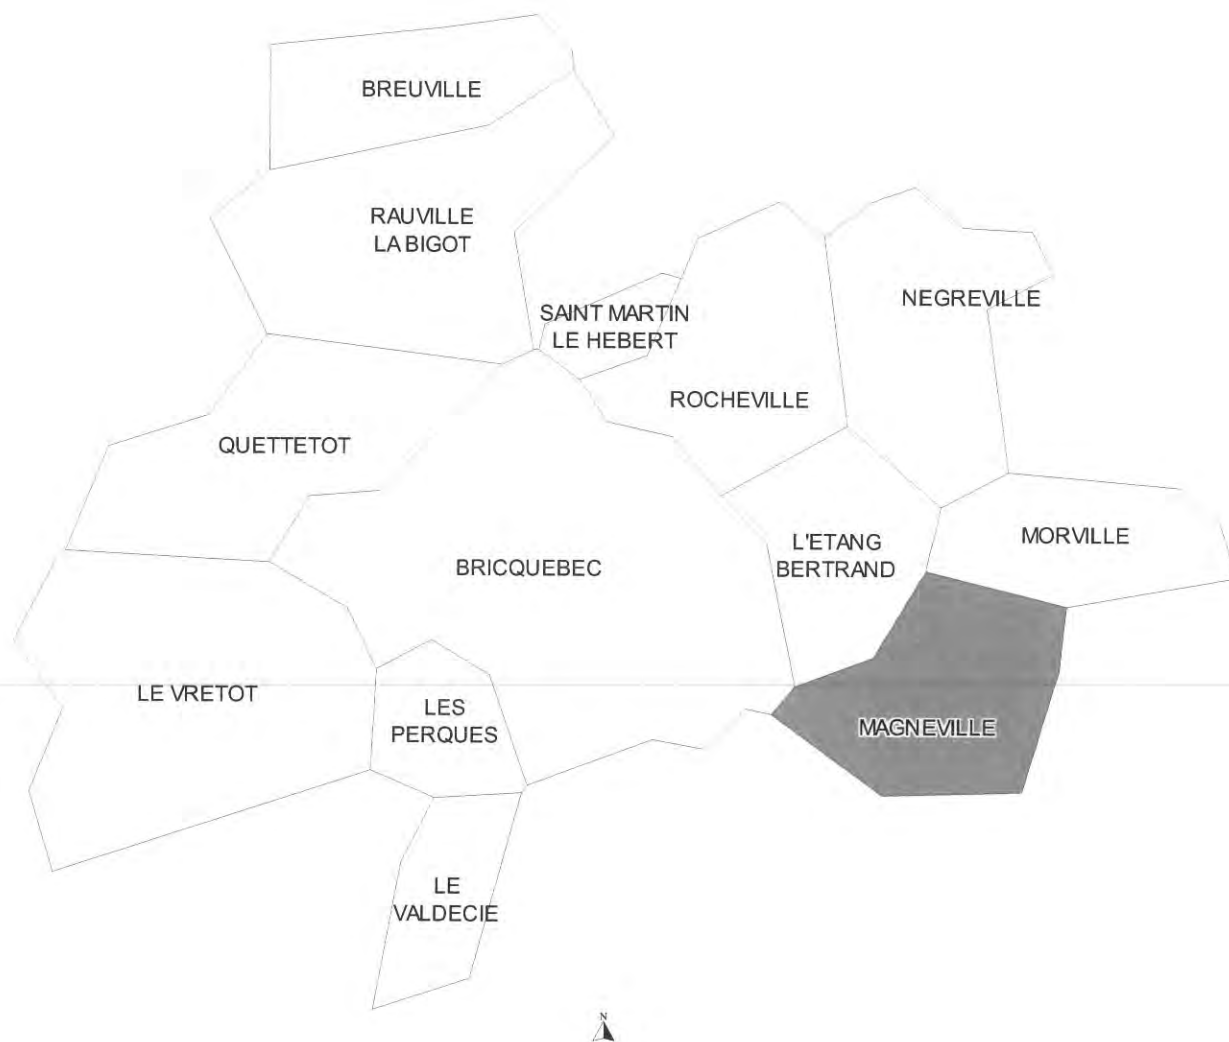 BREUVILLE
RAUVILLE
LA BIGOT
NEGREVILLE
SAINT MARTIN
LE HEBERT
ROCHEVILLE
QUETTETOT
L'ETANG
BERTRAND
MORVILLE
BRICQUEBEC
LE VRETOT
LES
PERQUES
MAGNEVILLE
LE
VALDECIE
N